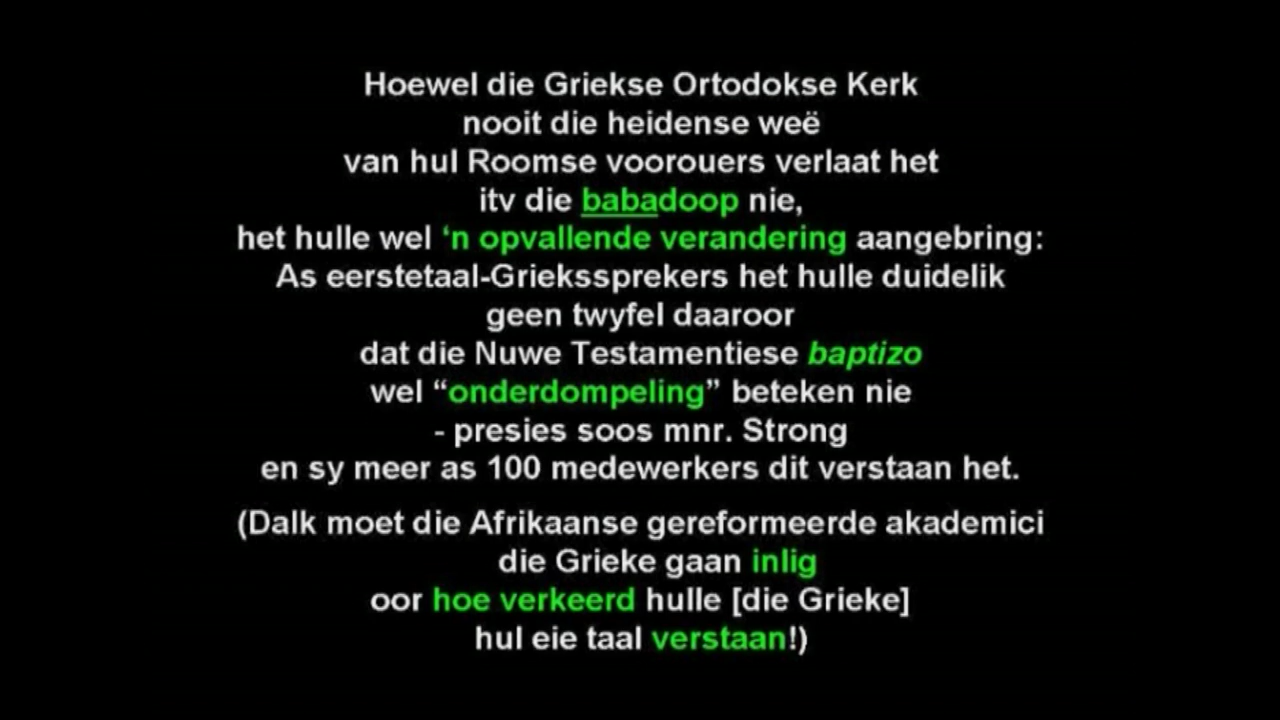 Hoewel die Griekse Ortodokse Kerk
nooit die heidense weë
van hul Roomse voorouers verlaat het
itv die babadoop nie,
het hulle wel ‘n opvallende verandering aangebring:
As eerstetaal-Griekssprekers het hulle duidelik
geen twyfel daaroor
dat die Nuwe Testamentiese baptizo
wel “onderdompeling” beteken nie
- presies soos mnr. Strong
en sy meer as 100 medewerkers dit verstaan het.
(Dalk moet die Afrikaanse gereformeerde akademici
die Grieke gaan inlig
oor hoe verkeerd hulle [die Grieke]
hul eie taal verstaan!)